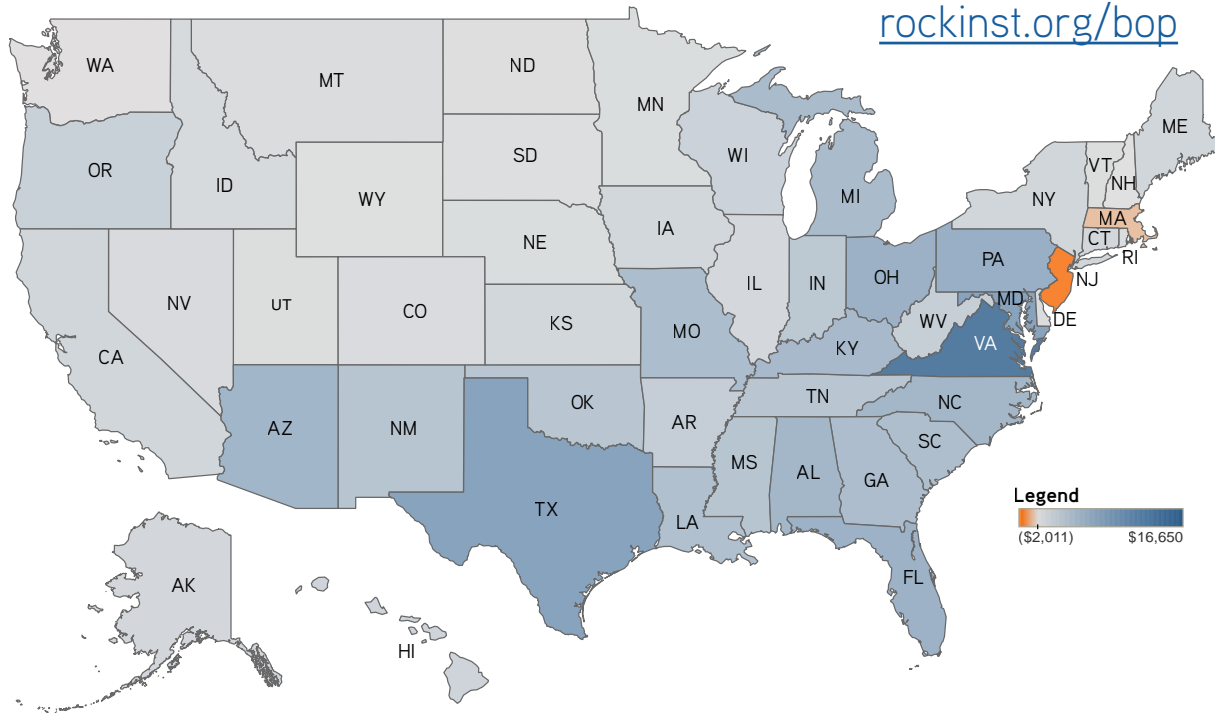 rockinst.org/bop
WA
MT
ND
MN
ME
VT
NH
OR
ID
SD
WI
MI
NY
MA
CT
RI
WY
IA
NE
PA
NJ
NV
UT
CO
IL
IN
OH
MD
DE
CA
KS
MO
WV
VA
KY
AZ
NM
OK
AR
TN
NC
SC
MS
AL
GA
TX
LA
FL
AK
HI
Legend
($2,011) $16,650